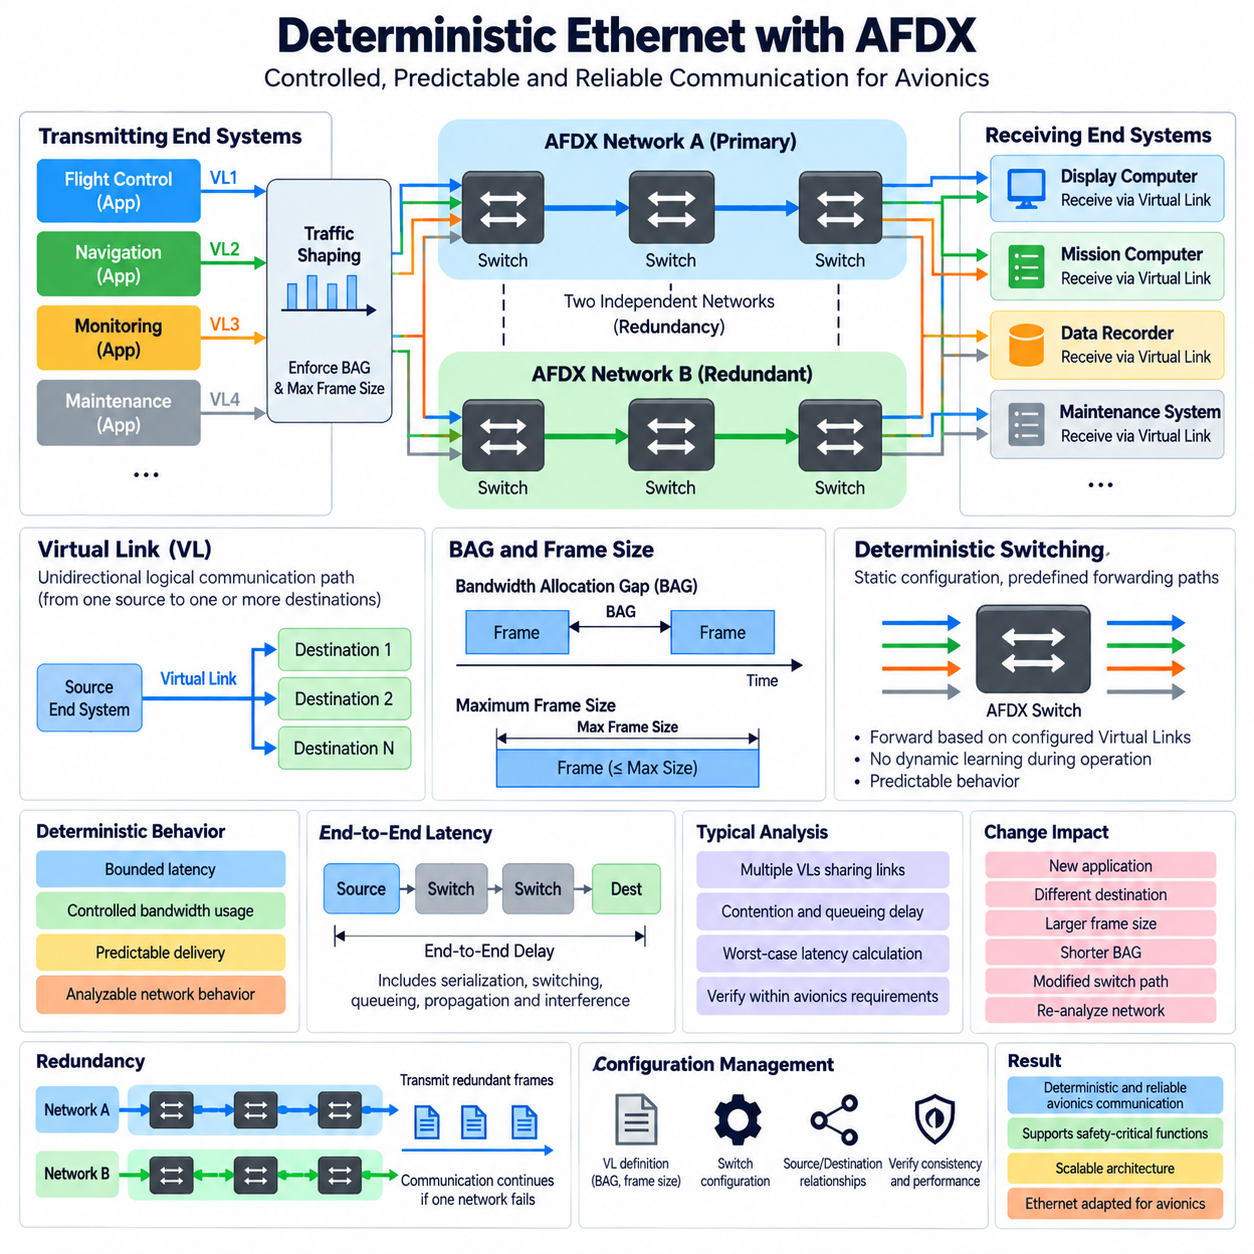 Deterministic Ethernet with AFDX
Controlled, Predictable and Reliable Communication for Avionics
Transmitting End Systems
Flight Control
(App)
VL1
Navigation
(App)
VL2
Monitoring
(App)
VL3
Maintenance
(App)
VL4
...
Traffic
Shaping
Enforce BAG
& Max Frame Size
AFDX Network A (Primary)
Switch
Switch
Switch
Two Independent Networks
(Redundancy)
AFDX Network B (Redundant)
Switch
Switch
Switch
Receiving End Systems
Display Computer
Receive via Virtual Link
Mission Computer
Receive via Virtual Link
Data Recorder
Receive via Virtual Link
Maintenance System
Receive via Virtual Link
...
Virtual Link (VL)
Unidirectional logical communication path
(from one source to one or more destinations)
Source
End System
Virtual Link
Destination 1
Destination 2
Destination N
BAG and Frame Size
Bandwidth Allocation Gap (BAG)
Frame
BAG
Frame
Time
Maximum Frame Size
Max Frame Size
Frame (≤ Max Size)
Deterministic Switching
Static configuration, predefined forwarding paths
AFDX Switch
• Forward based on configured Virtual Links
• No dynamic learning during operation
• Predictable behavior
Deterministic Behavior
Bounded latency
Controlled bandwidth usage
Predictable delivery
Analyzable network behavior
End-to-End Latency
Source
Switch
Switch
Dest
End-to-End Delay
Includes serialization, switching,
queueing, propagation and interference
Typical Analysis
Multiple VLs sharing links
Contention and queueing delay
Worst-case latency calculation
Verify within avionics requirements
Change Impact
New application
Different destination
Larger frame size
Shorter BAG
Modified switch path
Re-analyze network
Redundancy
Network A
Network B
Transmit redundant frames
Communication continues
if one network fails
Configuration Management
VL definition
(BAG, frame size)
Switch
configuration
Source/Destination
relationships
Verify consistency
and performance
Result
Deterministic and reliable
avionics communication
Supports safety-critical functions
Scalable architecture
Ethernet adapted for avionics